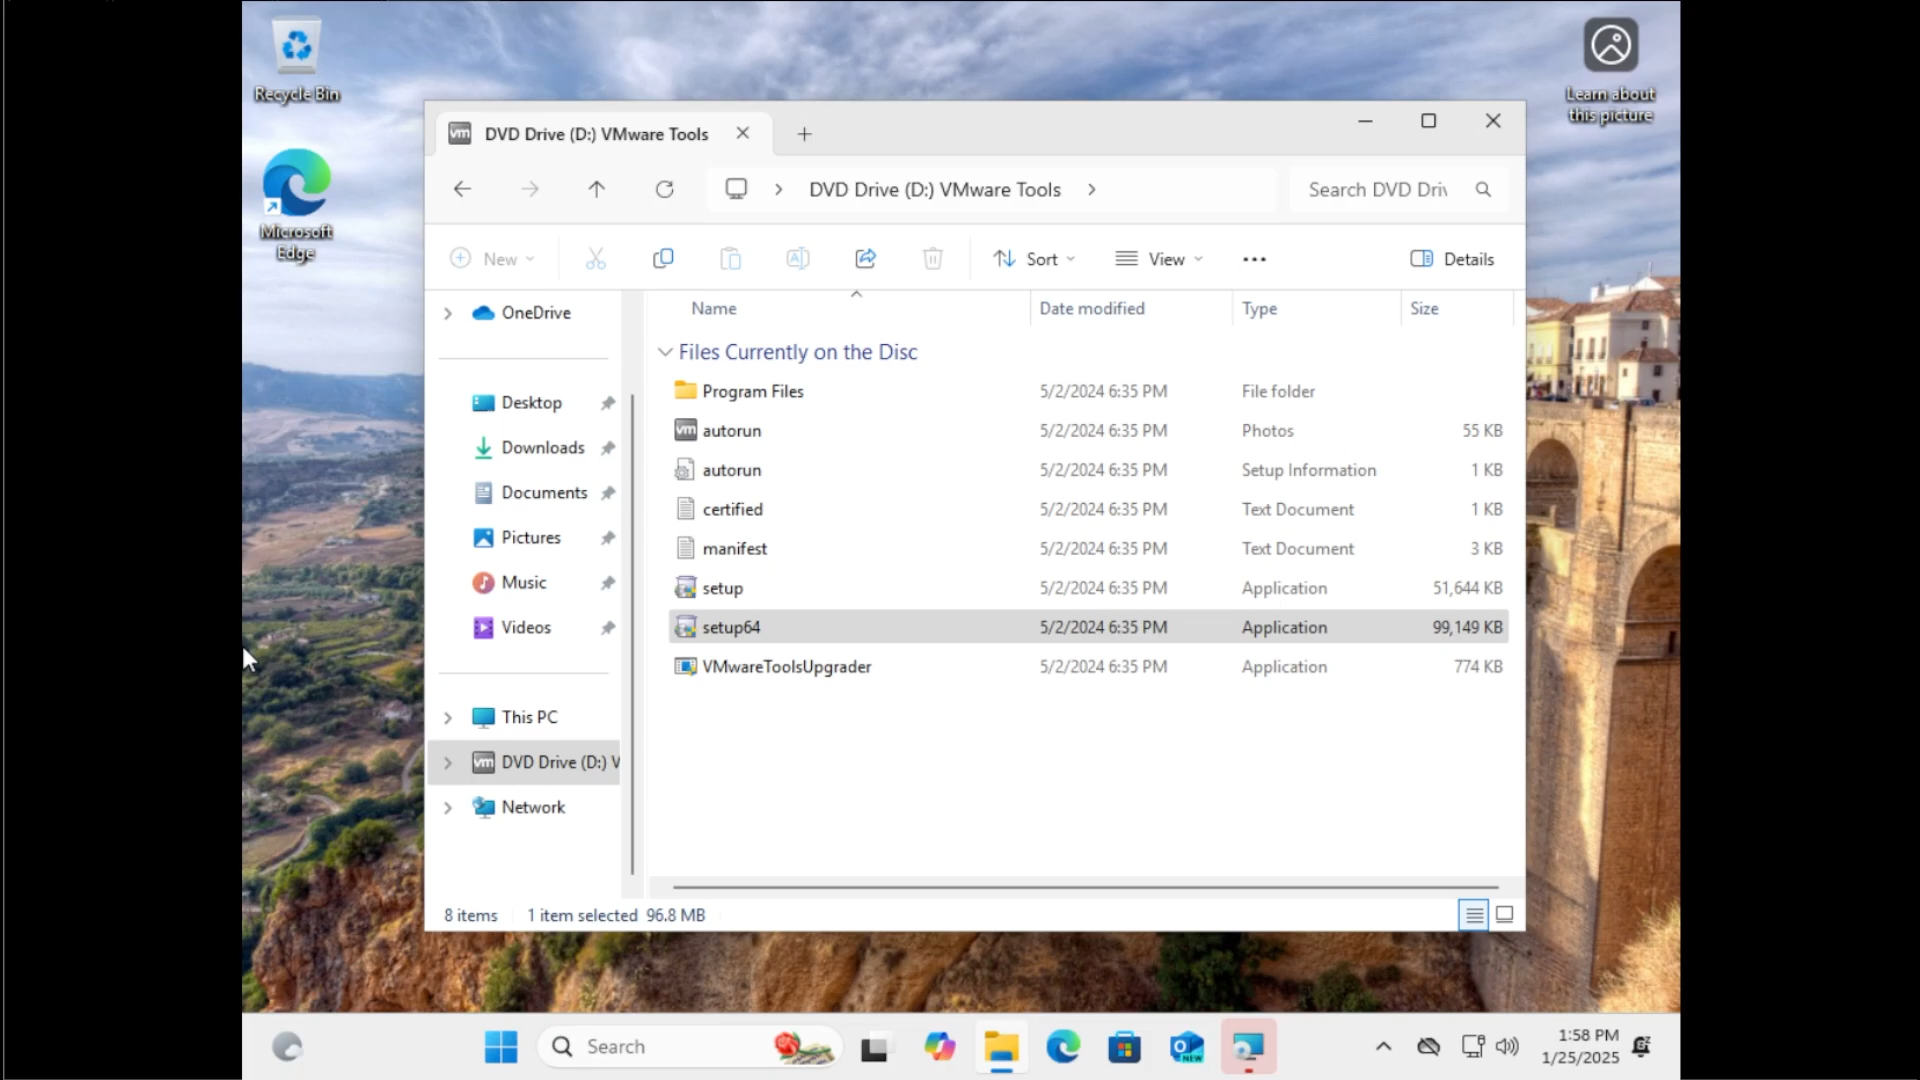 Recycle Bin
Learn about
this picture
Microsoft
Edge
vm DVD Drive (D:) VMware Tools
DVD Drive (D:) VMware Tools
Search DVD Driv
New
Sort
View
Details
OneDrive
Desktop
Downloads
Documents
Pictures
Music
Videos
This PC
vm DVD Drive (D:) V
Network
Name Date modified Type Size
Files Currently on the Disc
Program Files 5/2/2024 6:35 PM File folder
vm autorun 5/2/2024 6:35 PM Photos 55 KB
autorun 5/2/2024 6:35 PM Setup Information 1 KB
certified 5/2/2024 6:35 PM Text Document 1 KB
manifest 5/2/2024 6:35 PM Text Document 3 KB
setup 5/2/2024 6:35 PM Application 51,644 KB
setup64 5/2/2024 6:35 PM Application 99,149 KB
VMwareToolsUpgrader 5/2/2024 6:35 PM Application 774 KB
8 items 1 item selected 96.8 MB
Search
NEW
1:58 PM
1/25/2025